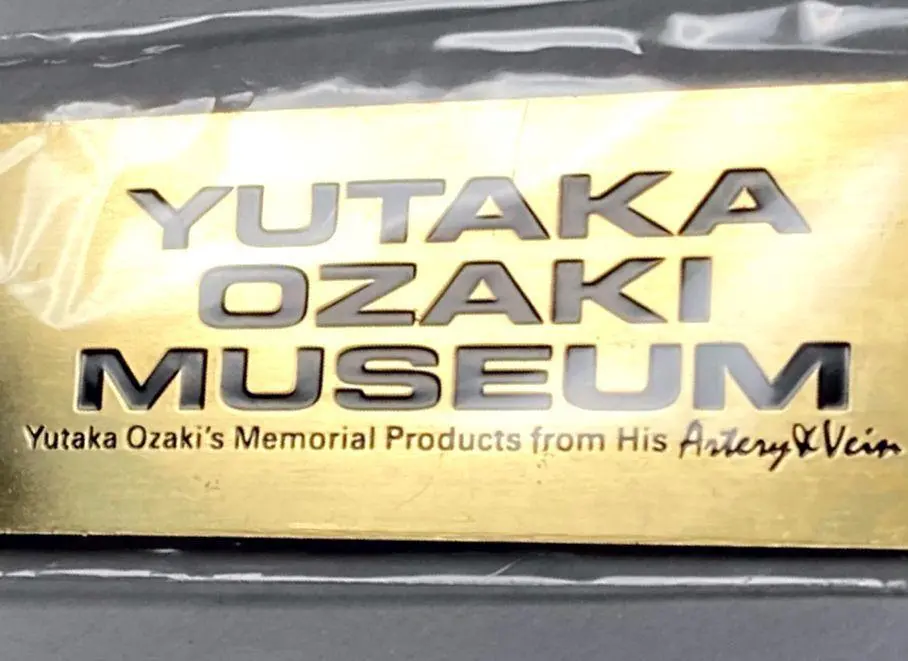 YUTAKA
OZAKI
MUSEUM
Yutaka Ozaki's Memorial Products from His Artery & Vein